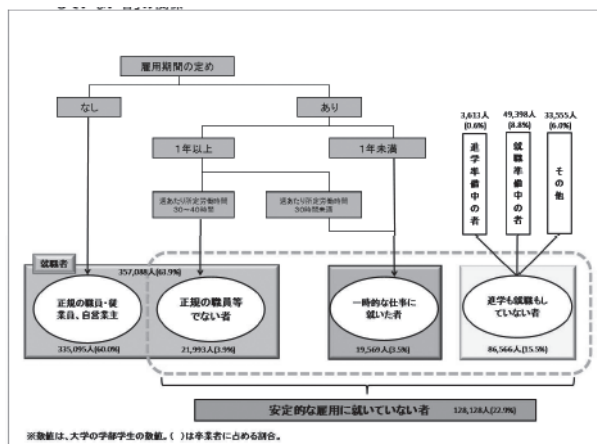 雇用期間の定め
なし
あり
1年以上
1年未満
週あたり所定労働時間
30～40時間
週あたり所定労働時間
30時間未満
3,613人
(0.6%)
49,398人
(8.8%)
33,555人
(6.0%)
進学準備中の者
就職準備中の者
その他
就職者
357,088人(63.9%)
正規の職員・従
業員、自営業主
335,095人(60.0%)
正規の職員等
でない者
21,993人(3.9%)
一時的な仕事に
就いた者
19,569人(3.5%)
進学も就職もし
ていない者
86,566人(15.5%)
安定的な雇用に就いていない者 128,128人(22.9%)
※数値は、大学の学部学生の数値。( )は卒業者に占める割合。